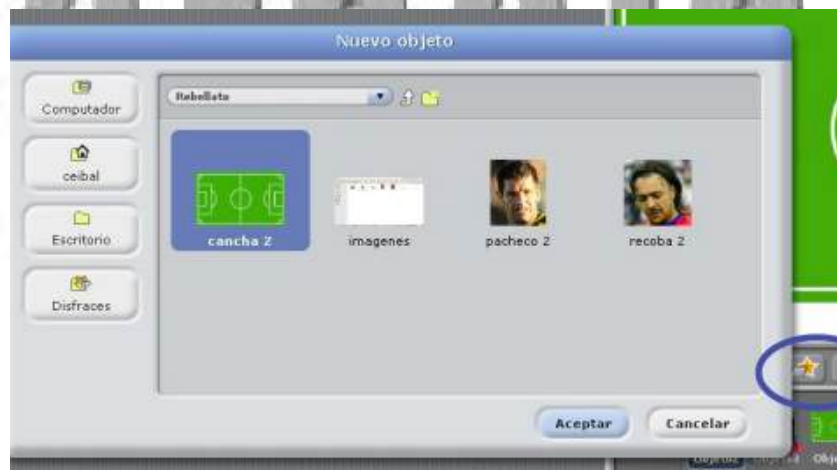 Nuevo objeto
Computador
ceibal
Escritorio
Disfraces
Rebellato
cancha 2
imagenes
pacheco 2
recoba 2
Aceptar
Cancelar